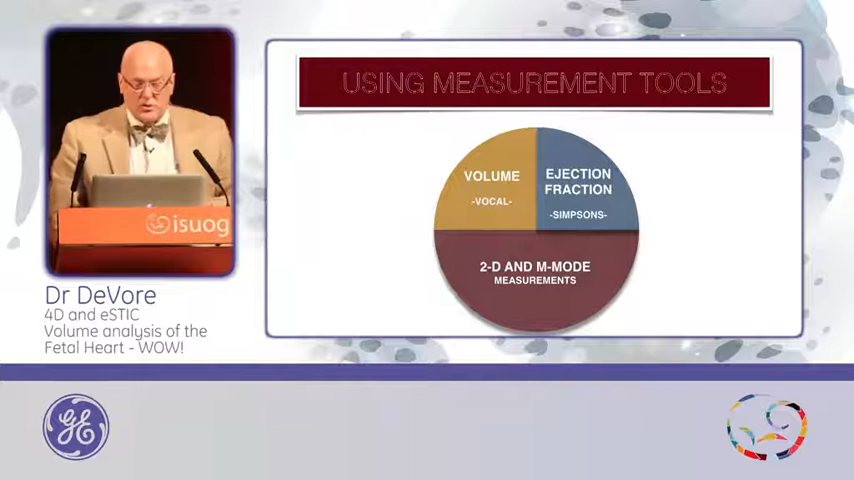 USING MEASUREMENT TOOLS
VOLUME
-VOCAL-
EJECTION
FRACTION
-SIMPSONS-
2-D AND M-MODE
MEASUREMENTS
isuog
Dr DeVore
4D and eSTIC
Volume analysis of the
Fetal Heart - WOW!
GE